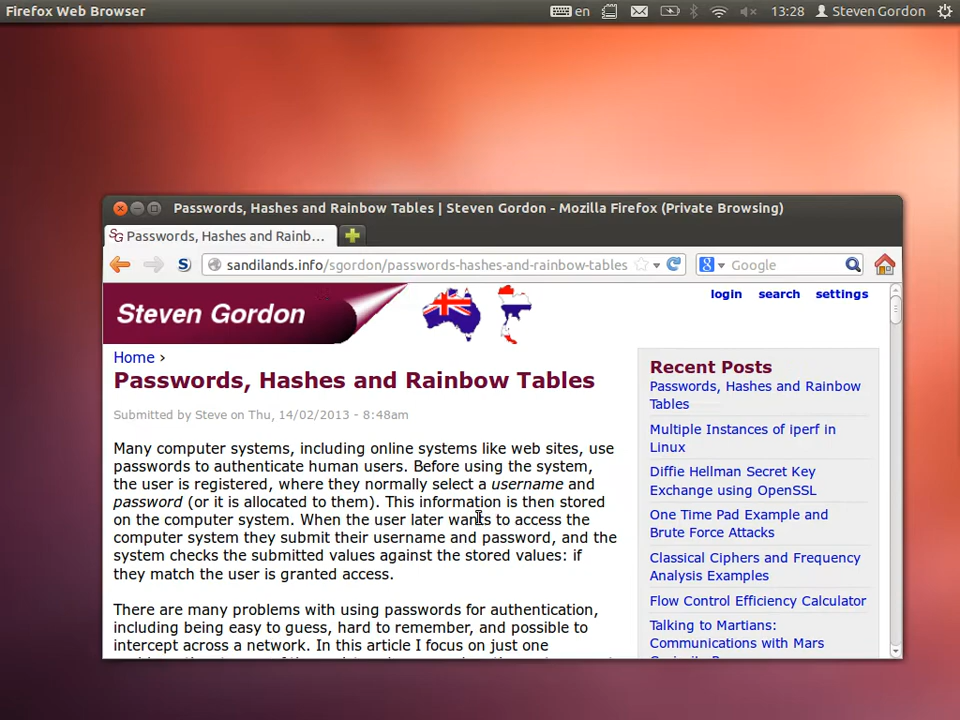 Firefox Web Browser
en
13:28
Steven Gordon
Passwords, Hashes and Rainbow Tables | Steven Gordon - Mozilla Firefox (Private Browsing)
SG Passwords, Hashes and Rainb...
S
sandilands.info/sgordon/passwords-hashes-and-rainbow-tables
8
Google
Steven Gordon
login
search
settings
Home ›
Passwords, Hashes and Rainbow Tables
Submitted by Steve on Thu, 14/02/2013 - 8:48am
Many computer systems, including online systems like web sites, use
passwords to authenticate human users. Before using the system,
the user is registered, where they normally select a username and
password (or it is allocated to them). This information is then stored
on the computer system. When the user later wants to access the
computer system they submit their username and password, and the
system checks the submitted values against the stored values: if
they match the user is granted access.
There are many problems with using passwords for authentication,
including being easy to guess, hard to remember, and possible to
intercept across a network. In this article I focus on just one
Recent Posts
Passwords, Hashes and Rainbow
Tables
Multiple Instances of iperf in
Linux
Diffie Hellman Secret Key
Exchange using OpenSSL
One Time Pad Example and
Brute Force Attacks
Classical Ciphers and Frequency
Analysis Examples
Flow Control Efficiency Calculator
Talking to Martians:
Communications with Mars